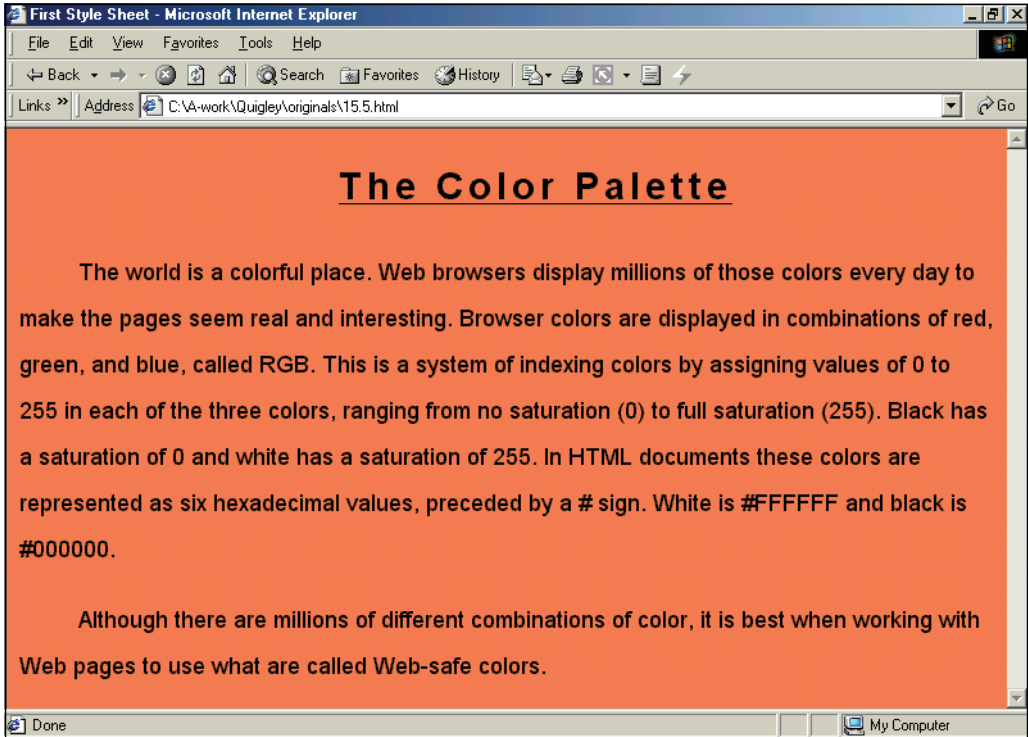 First Style Sheet - Microsoft Internet Explorer
File Edit View Favorites Tools Help
Back Search Favorites History
Links » Address C:\A-work\Quigley\originals\15.5.html Go
The Color Palette
The world is a colorful place. Web browsers display millions of those colors every day to
make the pages seem real and interesting. Browser colors are displayed in combinations of red,
green, and blue, called RGB. This is a system of indexing colors by assigning values of 0 to
255 in each of the three colors, ranging from no saturation (0) to full saturation (255). Black has
a saturation of 0 and white has a saturation of 255. In HTML documents these colors are
represented as six hexadecimal values, preceded by a # sign. White is #FFFFFF and black is
#000000.
Although there are millions of different combinations of color, it is best when working with
Web pages to use what are called Web-safe colors.
Done My Computer